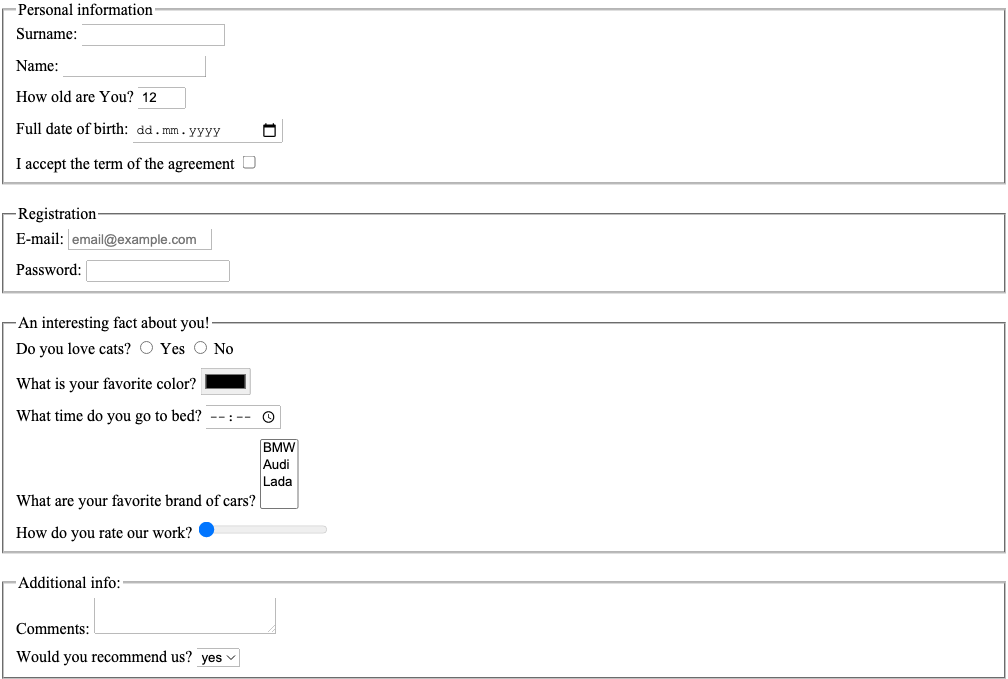 Personal information
Surname:
Name:
How old are You? 12
Full date of birth: dd.mm.yyyy
I accept the term of the agreement
Registration
E-mail: email@example.com
Password:
An interesting fact about you!
Do you love cats? Yes No
What is your favorite color?
What time do you go to bed? --:--
BMW
Audi
Lada
What are your favorite brand of cars?
How do you rate our work?
Additional info:
Comments:
Would you recommend us? yes